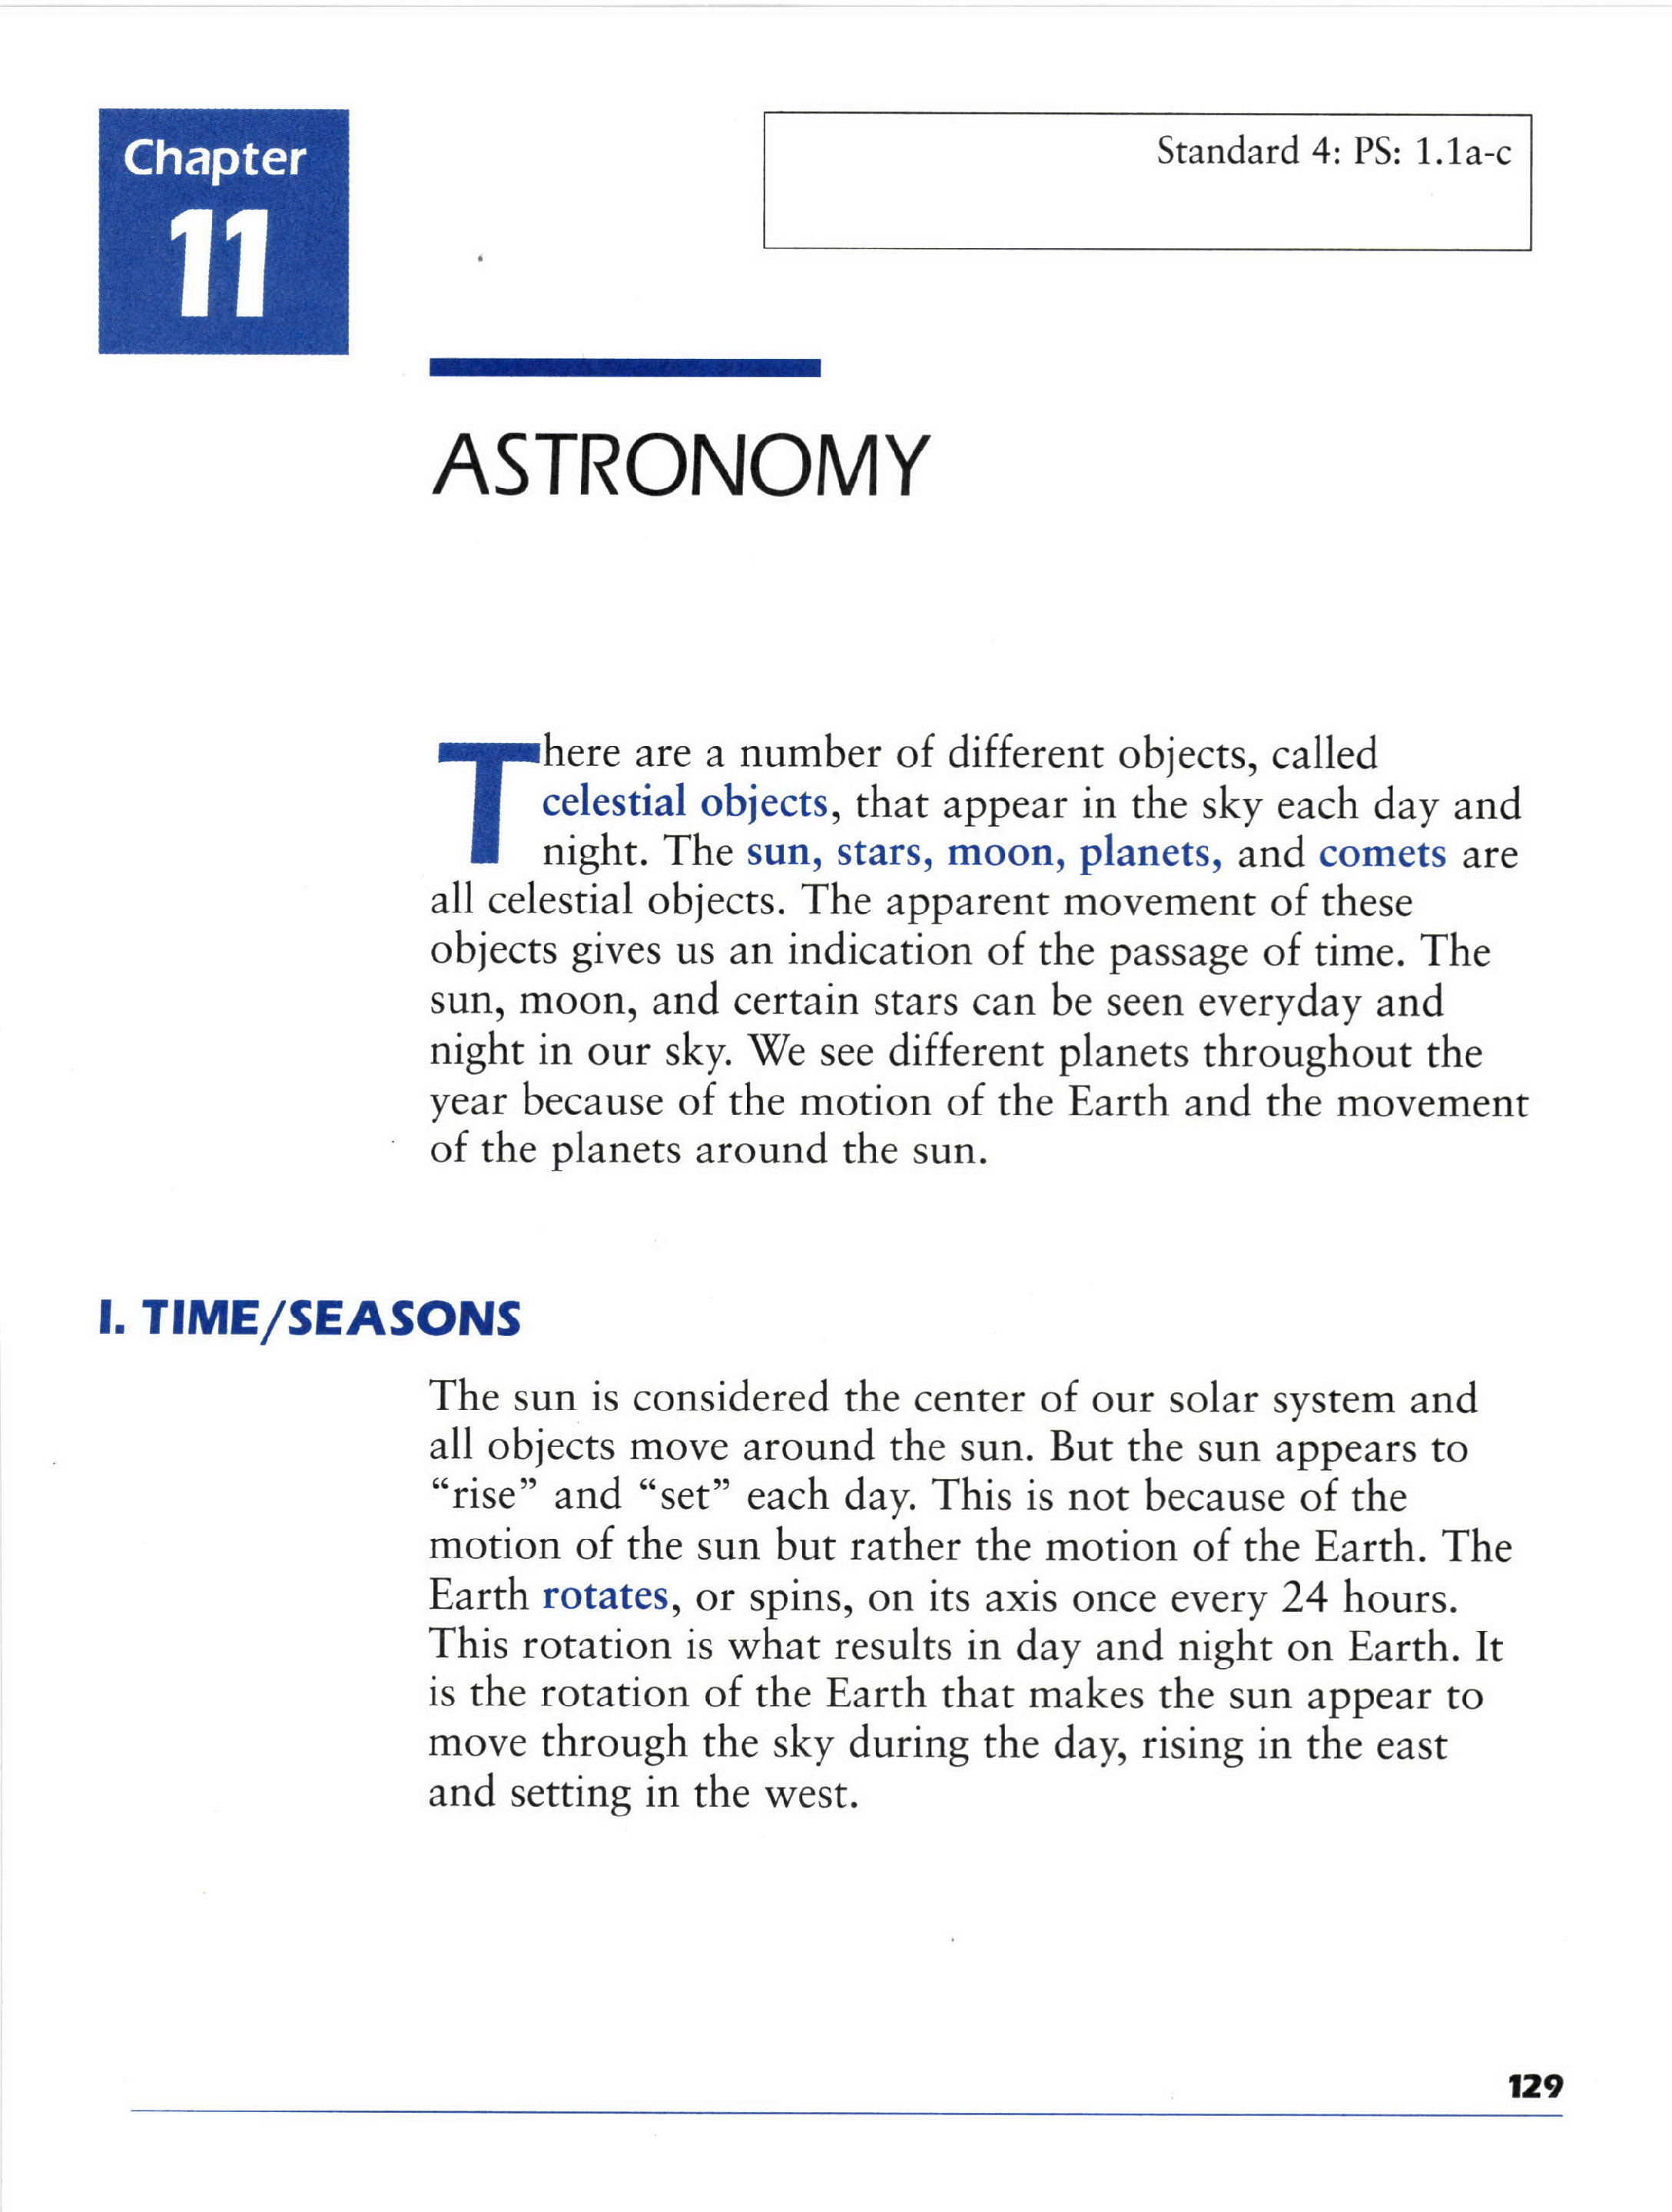 Chapter
11
Standard 4: PS: 1.1a-c
ASTRONOMY
There are a number of different objects, called
celestial objects, that appear in the sky each day and
night. The sun, stars, moon, planets, and comets are
all celestial objects. The apparent movement of these
objects gives us an indication of the passage of time. The
sun, moon, and certain stars can be seen everyday and
night in our sky. We see different planets throughout the
year because of the motion of the Earth and the movement
of the planets around the sun.
I. TIME/SEASONS
The sun is considered the center of our solar system and
all objects move around the sun. But the sun appears to
“rise” and “set” each day. This is not because of the
motion of the sun but rather the motion of the Earth. The
Earth rotates, or spins, on its axis once every 24 hours.
This rotation is what results in day and night on Earth. It
is the rotation of the Earth that makes the sun appear to
move through the sky during the day, rising in the east
and setting in the west.
129